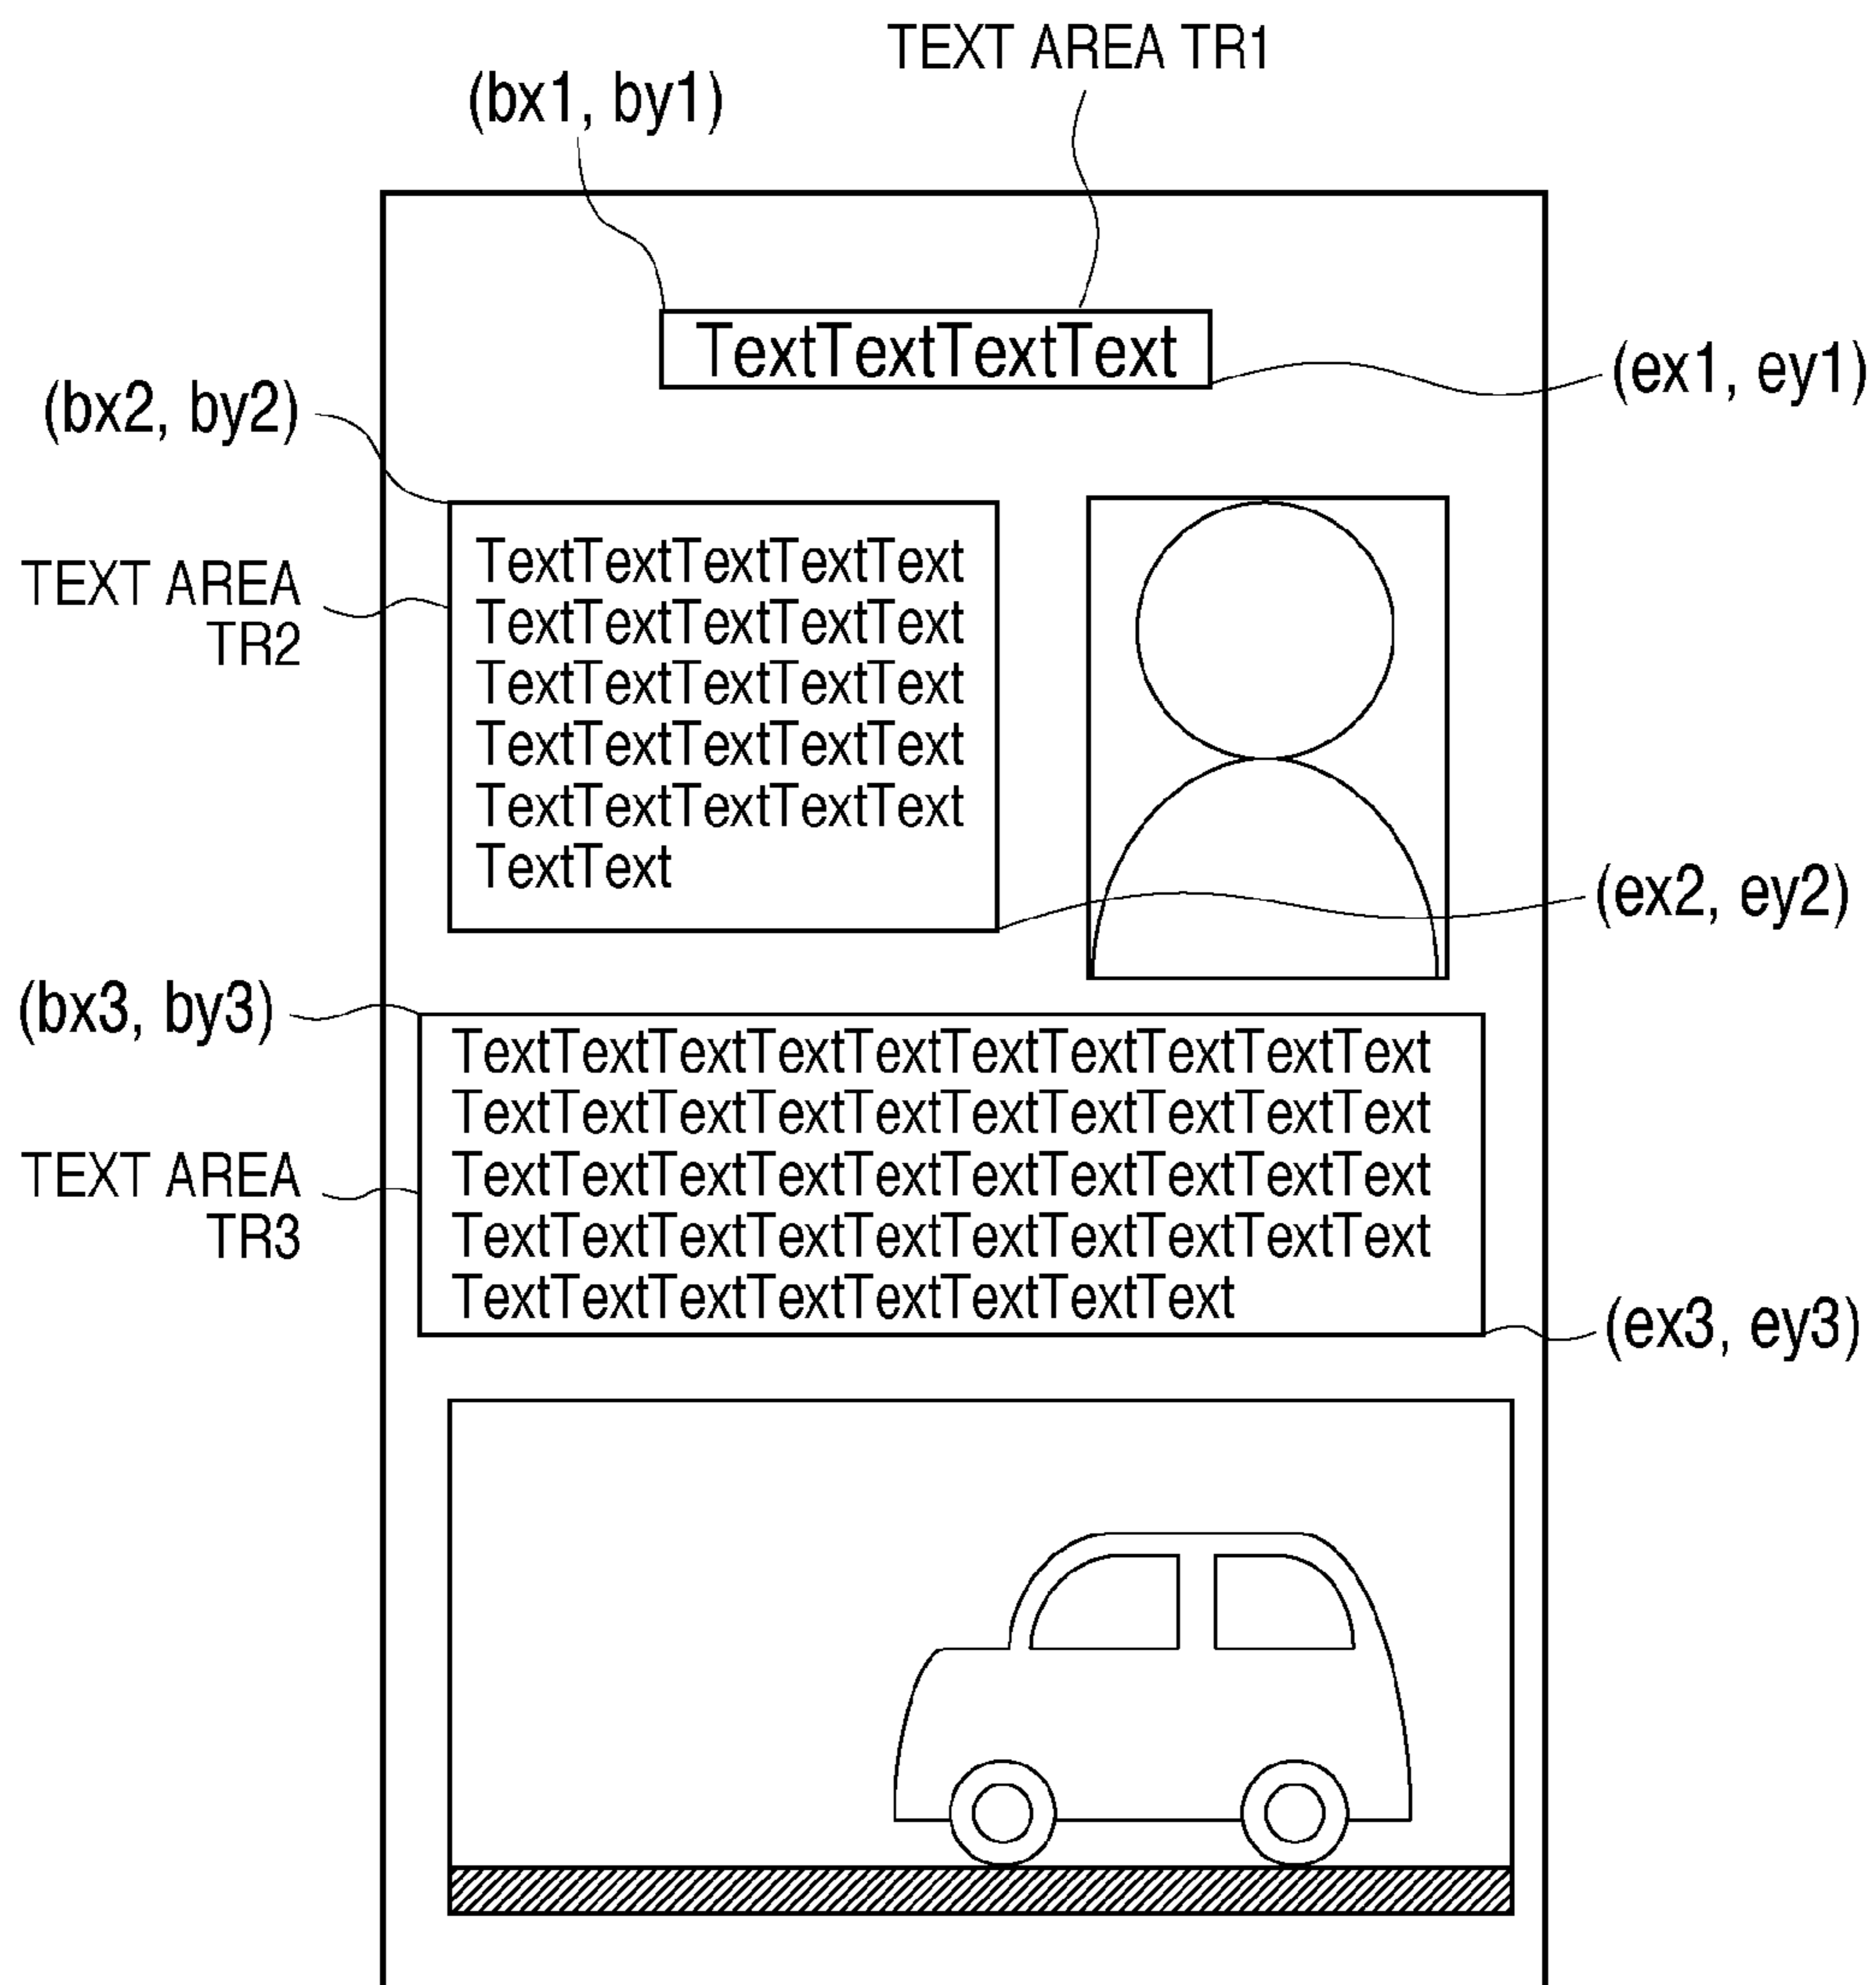 TEXT AREA TR1
(bx1, by1)
TextTextTextText
(ex1, ey1)
(bx2, by2)
TEXT AREA
TR2
TextTextTextTextText
TextTextTextTextText
TextTextTextTextText
TextTextTextTextText
TextTextTextTextText
TextText
(ex2, ey2)
(bx3, by3)
TEXT AREA
TR3
TextTextTextTextTextTextTextTextTextText
TextTextTextTextTextTextTextTextTextText
TextTextTextTextTextTextTextTextTextText
TextTextTextTextTextTextTextTextTextText
TextTextTextTextTextTextTextText
(ex3, ey3)